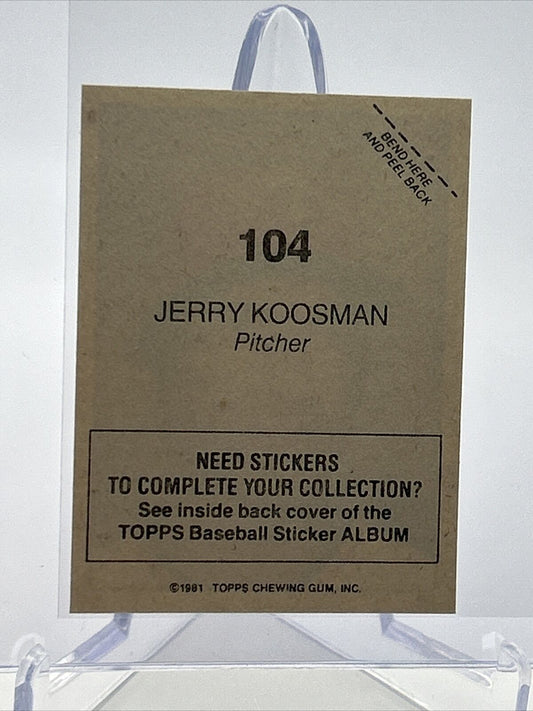 BEND HERE
AND PEEL BACK
104
JERRY KOOSMAN
Pitcher
NEED STICKERS
TO COMPLETE YOUR COLLECTION?
See inside back cover of the
TOPPS Baseball Sticker ALBUM
©1981 TOPPS CHEWING GUM, INC.